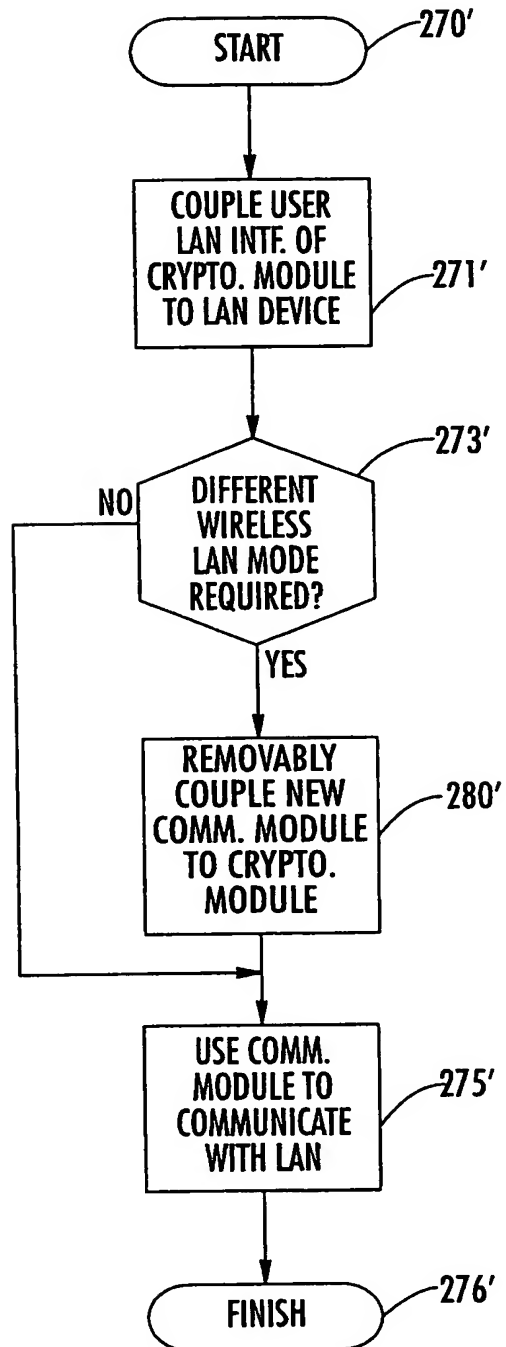 START
270'
COUPLE USER
LAN INTF. OF
CRYPTO. MODULE
TO LAN DEVICE
271'
273'
DIFFERENT
WIRELESS
LAN MODE
REQUIRED?
NO
YES
REMOVABLY
COUPLE NEW
COMM. MODULE
TO CRYPTO.
MODULE
280'
USE COMM.
MODULE TO
COMMUNICATE
WITH LAN
275'
FINISH
276'